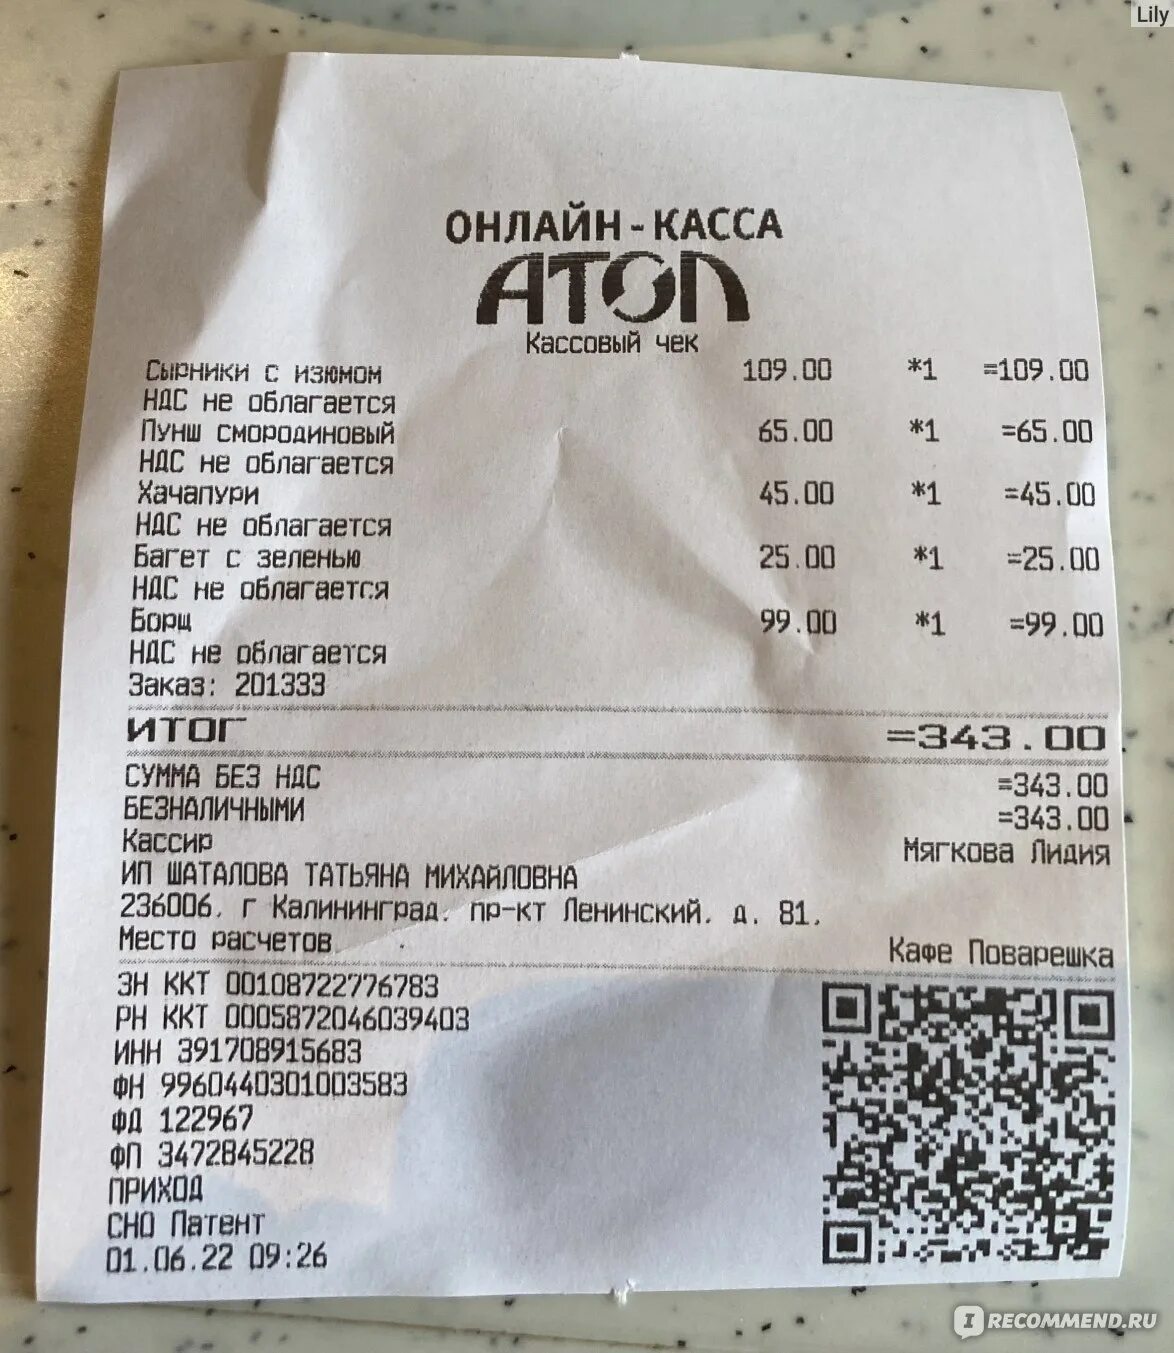 Lily
ОНЛАЙН-КАССА
АТОЛ
Кассовый чек
Сырники с изюмом 109.00 *1 =109.00
НДС не облагается
Пунш смородиновый 65.00 *1 =65.00
НДС не облагается
Хачапури 45.00 *1 =45.00
НДС не облагается
Багет с зеленью 25.00 *1 =25.00
НДС не облагается
Борщ 99.00 *1 =99.00
НДС не облагается
Заказ: 201333
ИТОГ =343.00
СУММА БЕЗ НДС =343.00
БЕЗНАЛИЧНЫМИ =343.00
Кассир Мягкова Лидия
ИП ШАТАЛОВА ТАТЬЯНА МИХАЙЛОВНА
236006, г Калининград, пр-кт Ленинский, д. 81,
Место расчетов Кафе Поварешка
ЗН ККТ 00108722776783
РН ККТ 0005872046039403
ИНН 391708915683
ФН 9960440301003583
ФД 122967
ФП 3472845228
ПРИХОД
СНО Патент
01.06.22 09:26
IRECOMMEND.RU